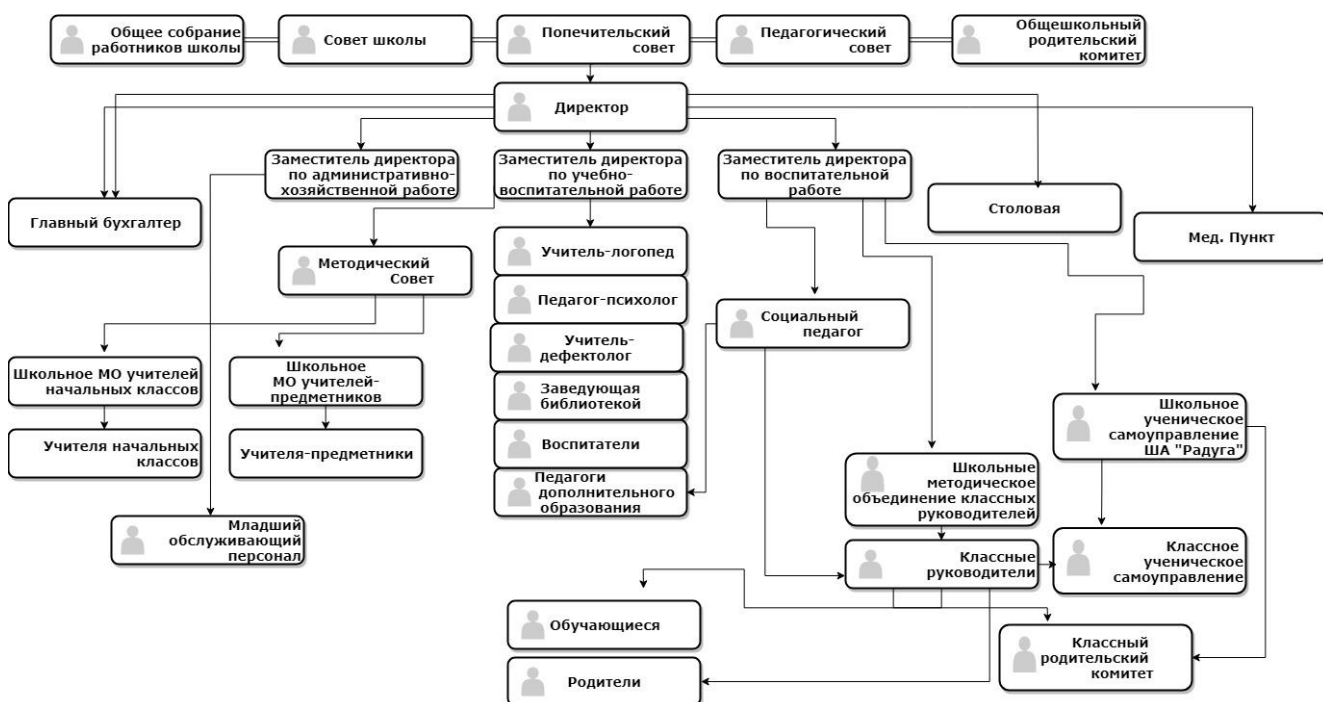 Общее собрание
работников школы
Совет школы
Попечительский
совет
Педагогический
совет
Общешкольный
родительский
комитет
Директор
Заместитель директора
по административно-
хозяйственной работе
Заместитель директора
по учебно-
воспитательной работе
Заместитель директора
по воспитательной
работе
Столовая
Главный бухгалтер
Мед. Пункт
Методический
Совет
Учитель-логопед
Педагог-психолог
Учитель-
дефектолог
Заведующая
библиотекой
Воспитатели
Педагоги
дополнительного
образования
Социальный
педагог
Школьное МО учителей
начальных классов
Школьное
МО учителей-
предметников
Учителя начальных
классов
Учителя-предметники
Младший
обслуживающий
персонал
Школьное
ученическое
самоуправление
ША "Радуга"
Школьные
методическое
объединение классных
руководителей
Классные
руководители
Классное
ученическое
самоуправление
Обучающиеся
Родители
Классный
родительский
комитет